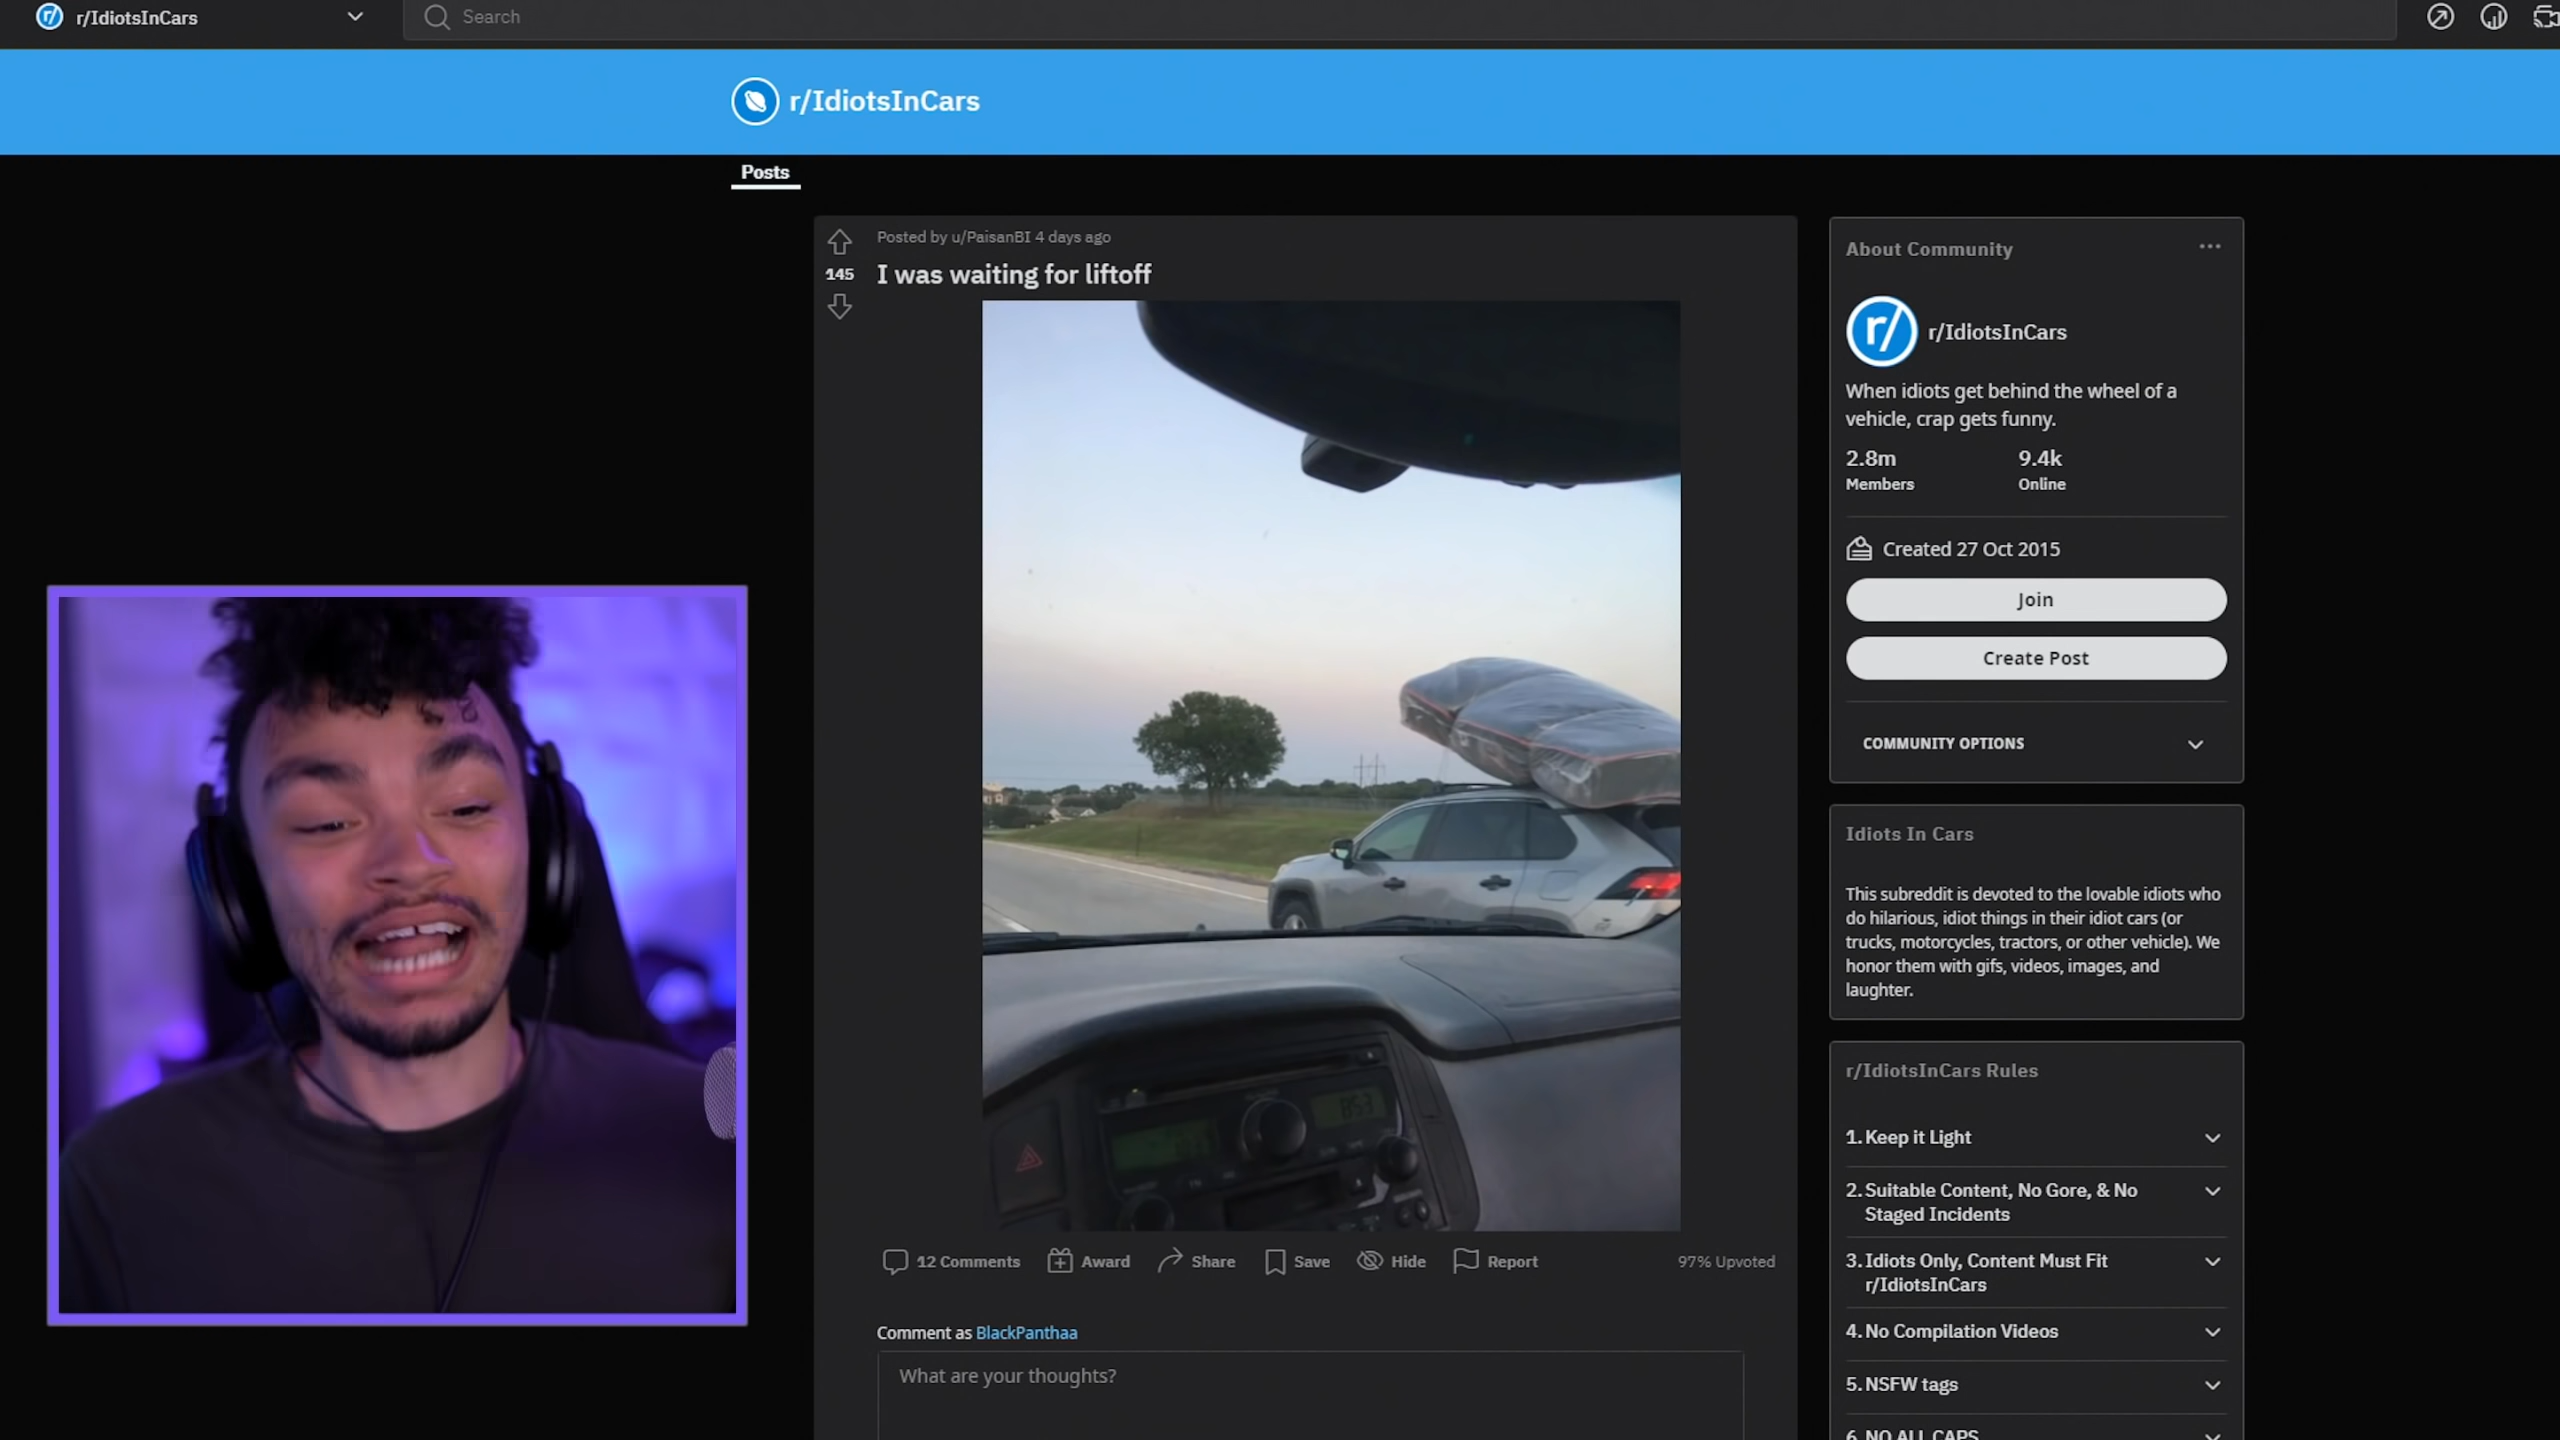 r/IdiotsInCars
Search
r/IdiotsInCars
Posts
Posted by u/PaisanBI 4 days ago
145
I was waiting for liftoff
853
12 Comments
Award
Share
Save
Hide
Report
97% Upvoted
Comment as BlackPanthaa
What are your thoughts?
About Community
r/
r/IdiotsInCars
When idiots get behind the wheel of a
vehicle, crap gets funny.
2.8m
9.4k
Members
Online
Created 27 Oct 2015
Join
Create Post
COMMUNITY OPTIONS
Idiots In Cars
This subreddit is devoted to the lovable idiots who
do hilarious, idiot things in their idiot cars (or
trucks, motorcycles, tractors, or other vehicle). We
honor them with gifs, videos, images, and
laughter.
r/IdiotsInCars Rules
1. Keep it Light
2. Suitable Content, No Gore, & No
Staged Incidents
3. Idiots Only, Content Must Fit
r/IdiotsInCars
4. No Compilation Videos
5. NSFW tags
6. NO ALL CAPS